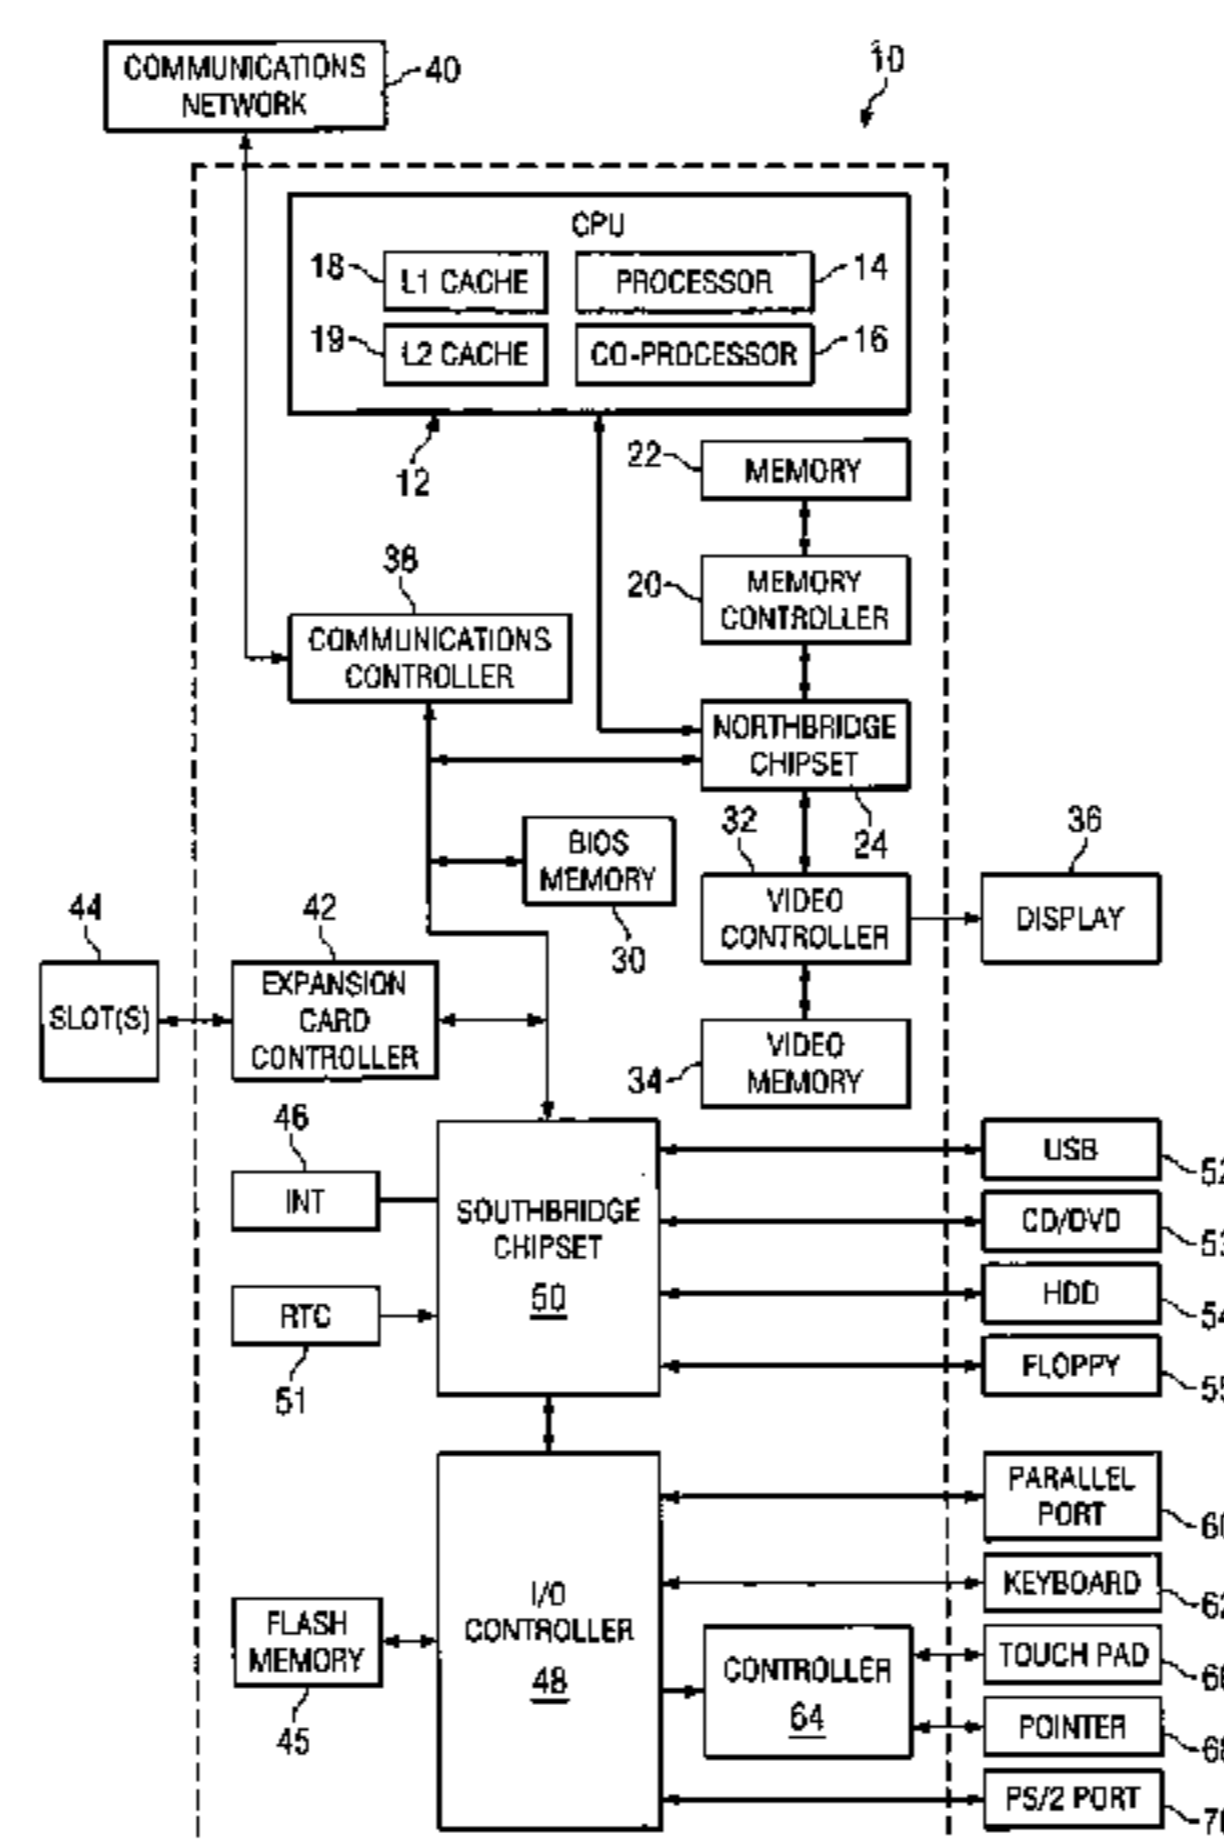 COMMUNICATIONS
NETWORK
40
10
CPU
18
L1 CACHE
PROCESSOR
14
19
L2 CACHE
CO-PROCESSOR
16
12
22
MEMORY
38
20
MEMORY
CONTROLLER
COMMUNICATIONS
CONTROLLER
NORTHBRIDGE
CHIPSET
24
BIOS
MEMORY
30
32
VIDEO
CONTROLLER
36
DISPLAY
44
SLOT(S)
42
EXPANSION
CARD
CONTROLLER
34
VIDEO
MEMORY
46
INT
SOUTHBRIDGE
CHIPSET
50
RTC
51
USB
CD/DVD
53
HDD
54
FLOPPY
55
I/O
CONTROLLER
48
FLASH
MEMORY
45
CONTROLLER
64
PARALLEL
PORT
KEYBOARD
TOUCH PAD
POINTER
PS/2 PORT